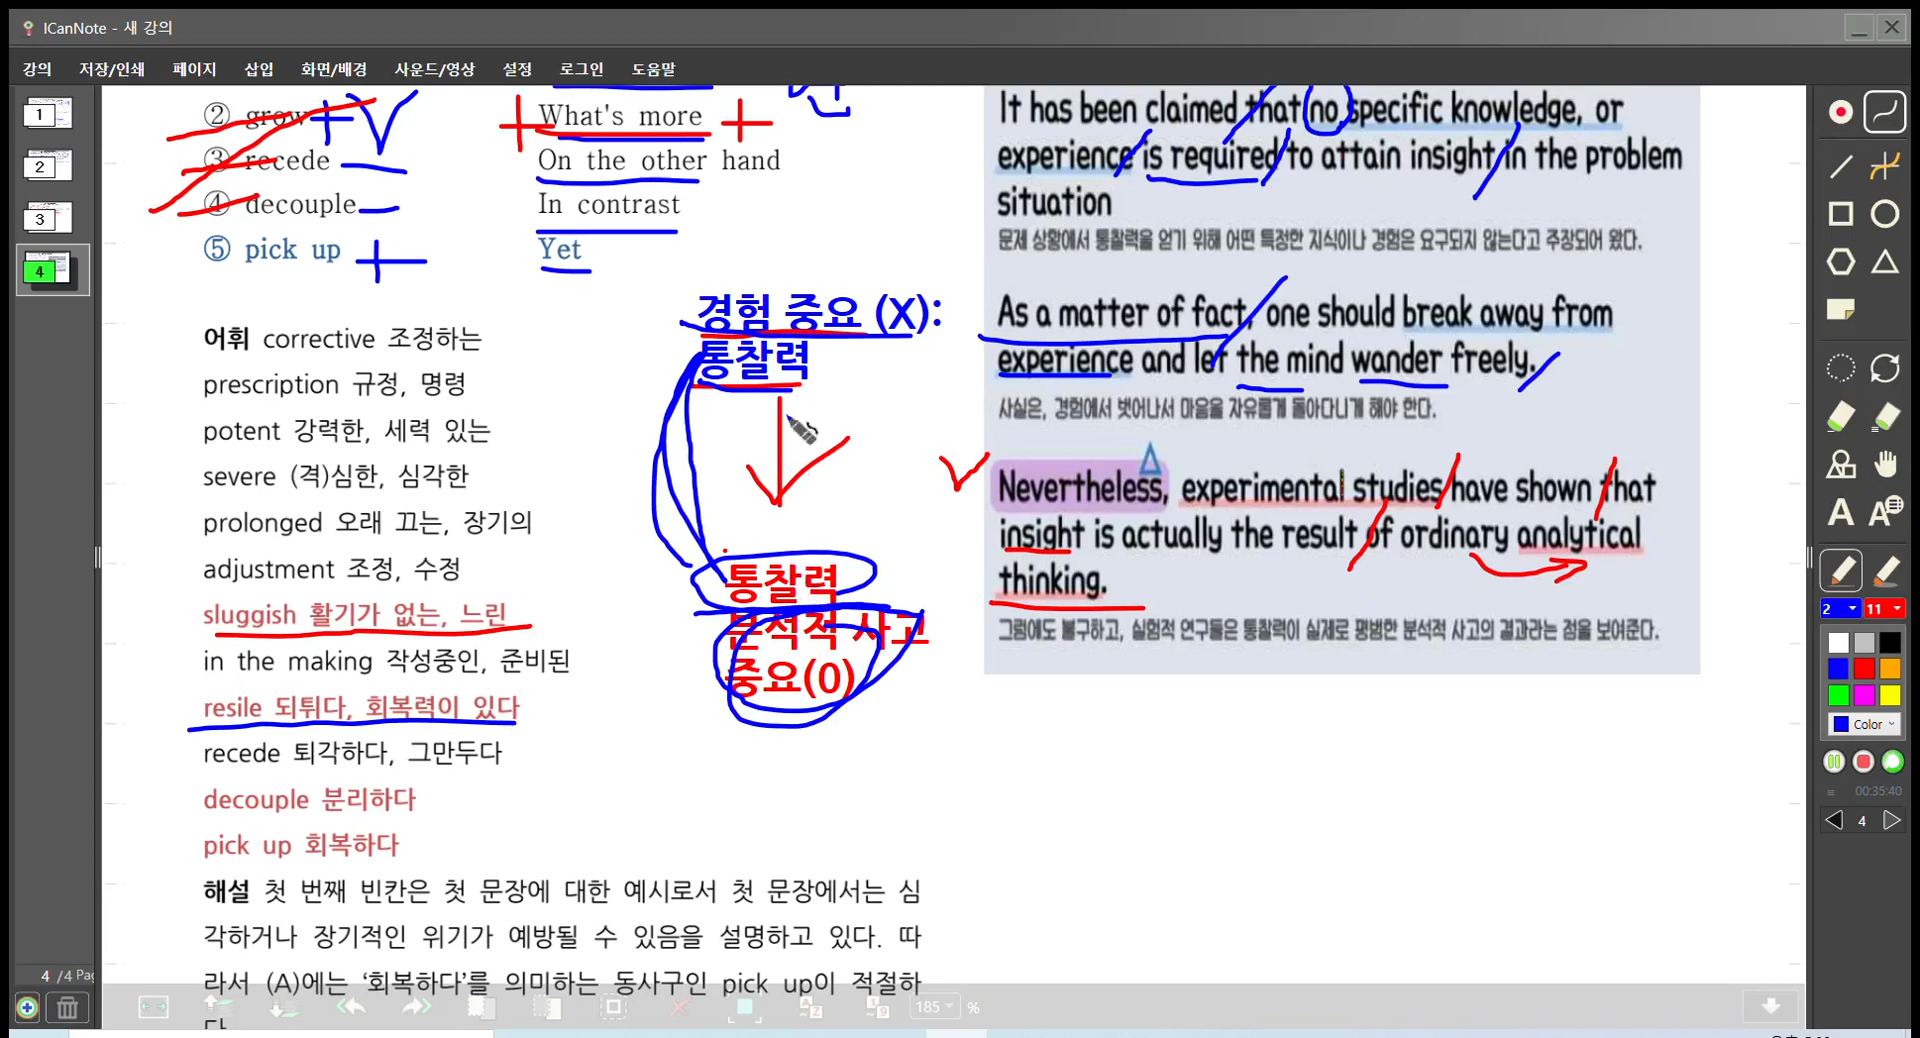 ICanNote - 새 강의
강의 저장/인쇄 페이지 삽입 화면/배경 사운드/영상 설정 로그인 도움말
1
2
3
4
② grow What's more
③ recede On the other hand
④ decouple In contrast
⑤ pick up Yet
어휘 corrective 조정하는
prescription 규정, 명령
potent 강력한, 세력 있는
severe (격)심한, 심각한
prolonged 오래 끄는, 장기의
adjustment 조정, 수정
sluggish 활기가 없는, 느린
in the making 작성중인, 준비된
resile 되튀다, 회복력이 있다
recede 퇴각하다, 그만두다
decouple 분리하다
pick up 회복하다
해설 첫 번째 빈칸은 첫 문장에 대한 예시로서 첫 문장에서는 심
각하거나 장기적인 위기가 예방될 수 있음을 설명하고 있다. 따
라서 (A)에는 ‘회복하다’를 의미하는 동사구인 pick up이 적절하
다
경험 중요 (X):
통찰력
통찰력
분석적 사고
중요(0)
It has been claimed that no specific knowledge, or
experience is required to attain insight in the problem
situation
문제 상황에서 통찰력을 얻기 위해 어떤 특정한 지식이나 경험은 요구되지 않는다고 주장되어 왔다.
As a matter of fact, one should break away from
experience and let the mind wander freely.
사실은, 경험에서 벗어나서 마음을 자유롭게 돌아다니게 해야 한다.
Nevertheless, experimental studies have shown that
insight is actually the result of ordinary analytical
thinking.
그럼에도 불구하고, 실험적 연구들은 통찰력이 실제로 평범한 분석적 사고의 결과라는 점을 보여준다.
2 11
Color
00:35:40
4
4 /4 Pag
185 %